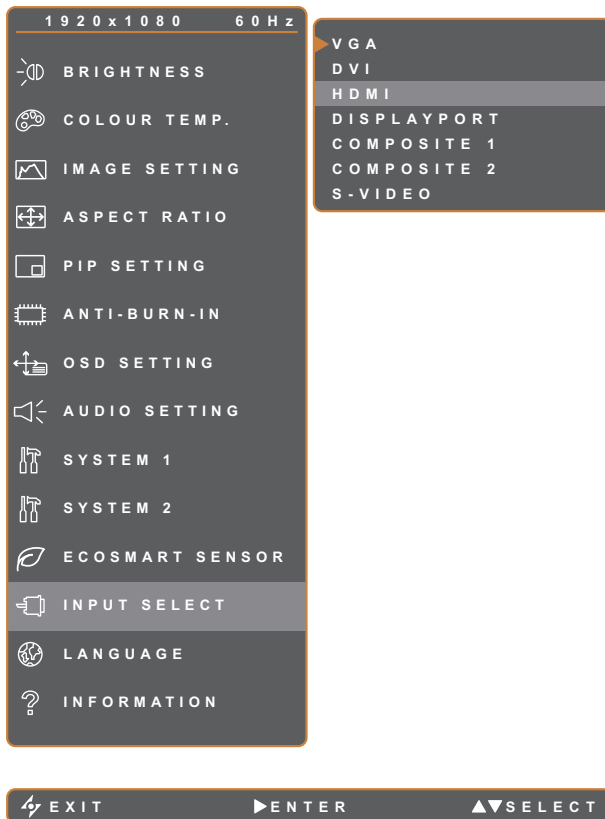 1920x1080 60Hz
BRIGHTNESS
COLOUR TEMP.
IMAGE SETTING
ASPECT RATIO
PIP SETTING
ANTI-BURN-IN
OSD SETTING
AUDIO SETTING
SYSTEM 1
SYSTEM 2
ECOSMART SENSOR
INPUT SELECT
LANGUAGE
INFORMATION
VGA
DVI
HDMI
DISPLAYPORT
COMPOSITE 1
COMPOSITE 2
S-VIDEO
EXIT ▶ENTER ▲▼SELECT